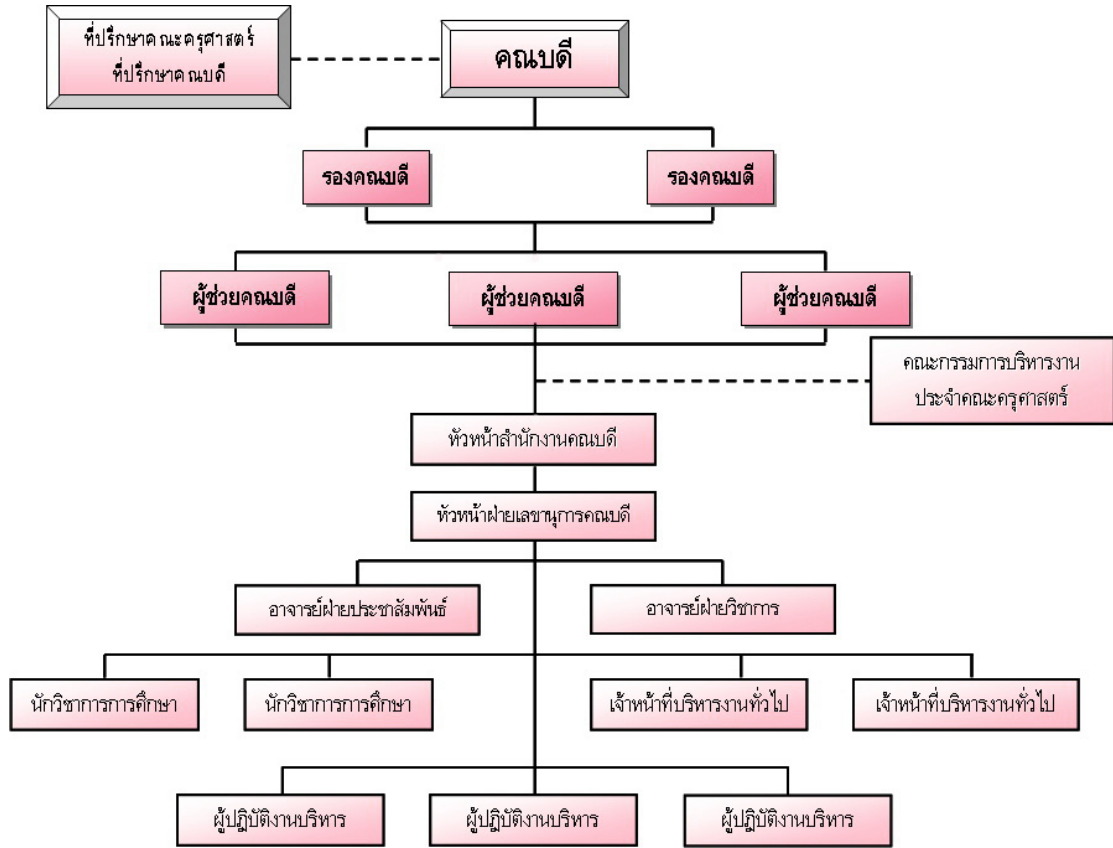 ที่ปรึกษาคณะครุศาสตร์
ที่ปรึกษาคณบดี
คณบดี
รองคณบดี
รองคณบดี
ผู้ช่วยคณบดี
ผู้ช่วยคณบดี
ผู้ช่วยคณบดี
คณะกรรมการบริหารงาน
ประจำคณะครุศาสตร์
หัวหน้าสำนักงานคณบดี
หัวหน้าฝ่ายเลขานุการคณบดี
อาจารย์ฝ่ายประชาสัมพันธ์
อาจารย์ฝ่ายวิชาการ
นักวิชาการการศึกษา
นักวิชาการการศึกษา
เจ้าหน้าที่บริหารงานทั่วไป
เจ้าหน้าที่บริหารงานทั่วไป
ผู้ปฏิบัติงานบริหาร
ผู้ปฏิบัติงานบริหาร
ผู้ปฏิบัติงานบริหาร